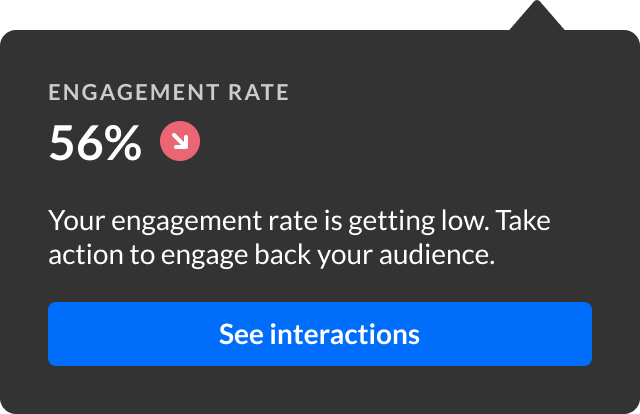 ENGAGEMENT RATE
56%
Your engagement rate is getting low. Take
action to engage back your audience.
See interactions